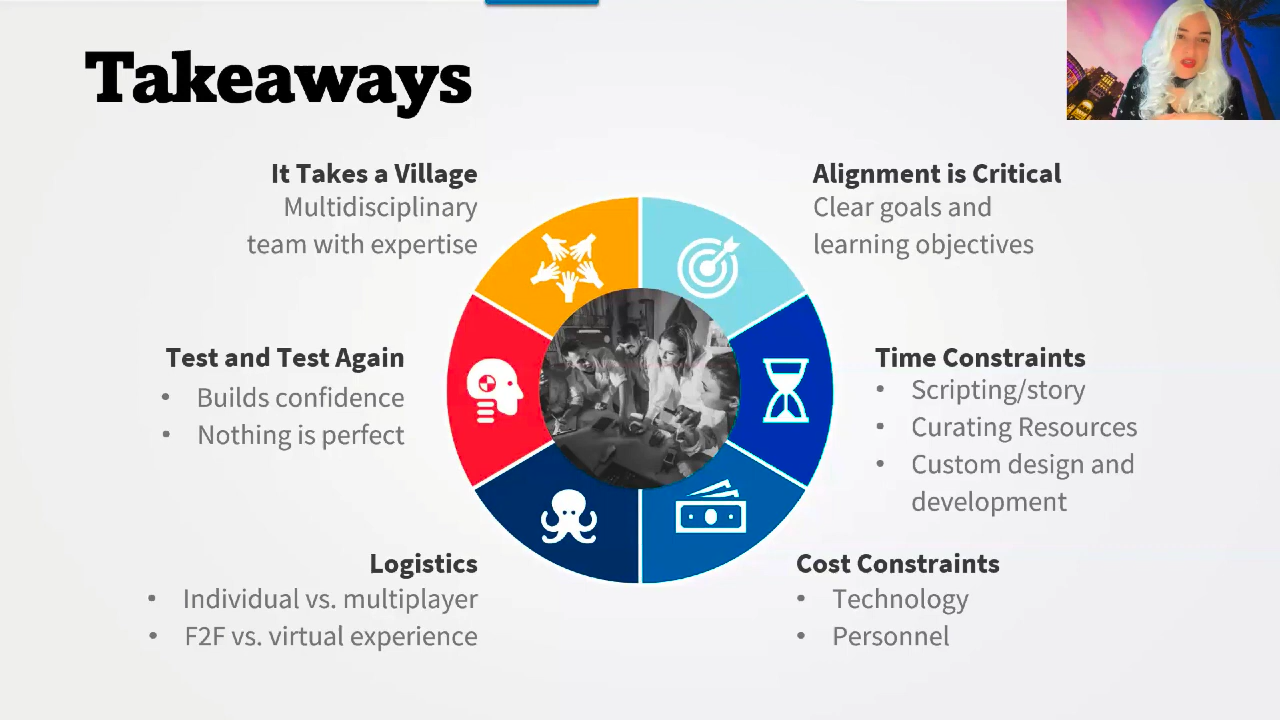 Takeaways
It Takes a Village
Multidisciplinary
team with expertise
Alignment is Critical
Clear goals and
learning objectives
Test and Test Again
• Builds confidence
• Nothing is perfect
Time Constraints
• Scripting/story
• Curating Resources
• Custom design and
development
Logistics
• Individual vs. multiplayer
• F2F vs. virtual experience
Cost Constraints
• Technology
• Personnel